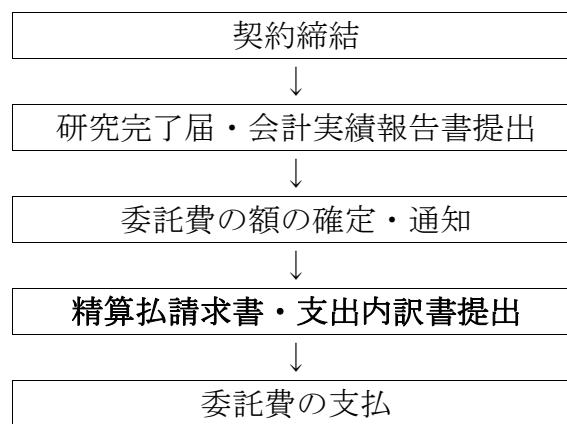 契約締結
↓
研究完了届・会計実績報告書提出
↓
委託費の額の確定・通知
↓
精算払請求書・支出内訳書提出
↓
委託費の支払